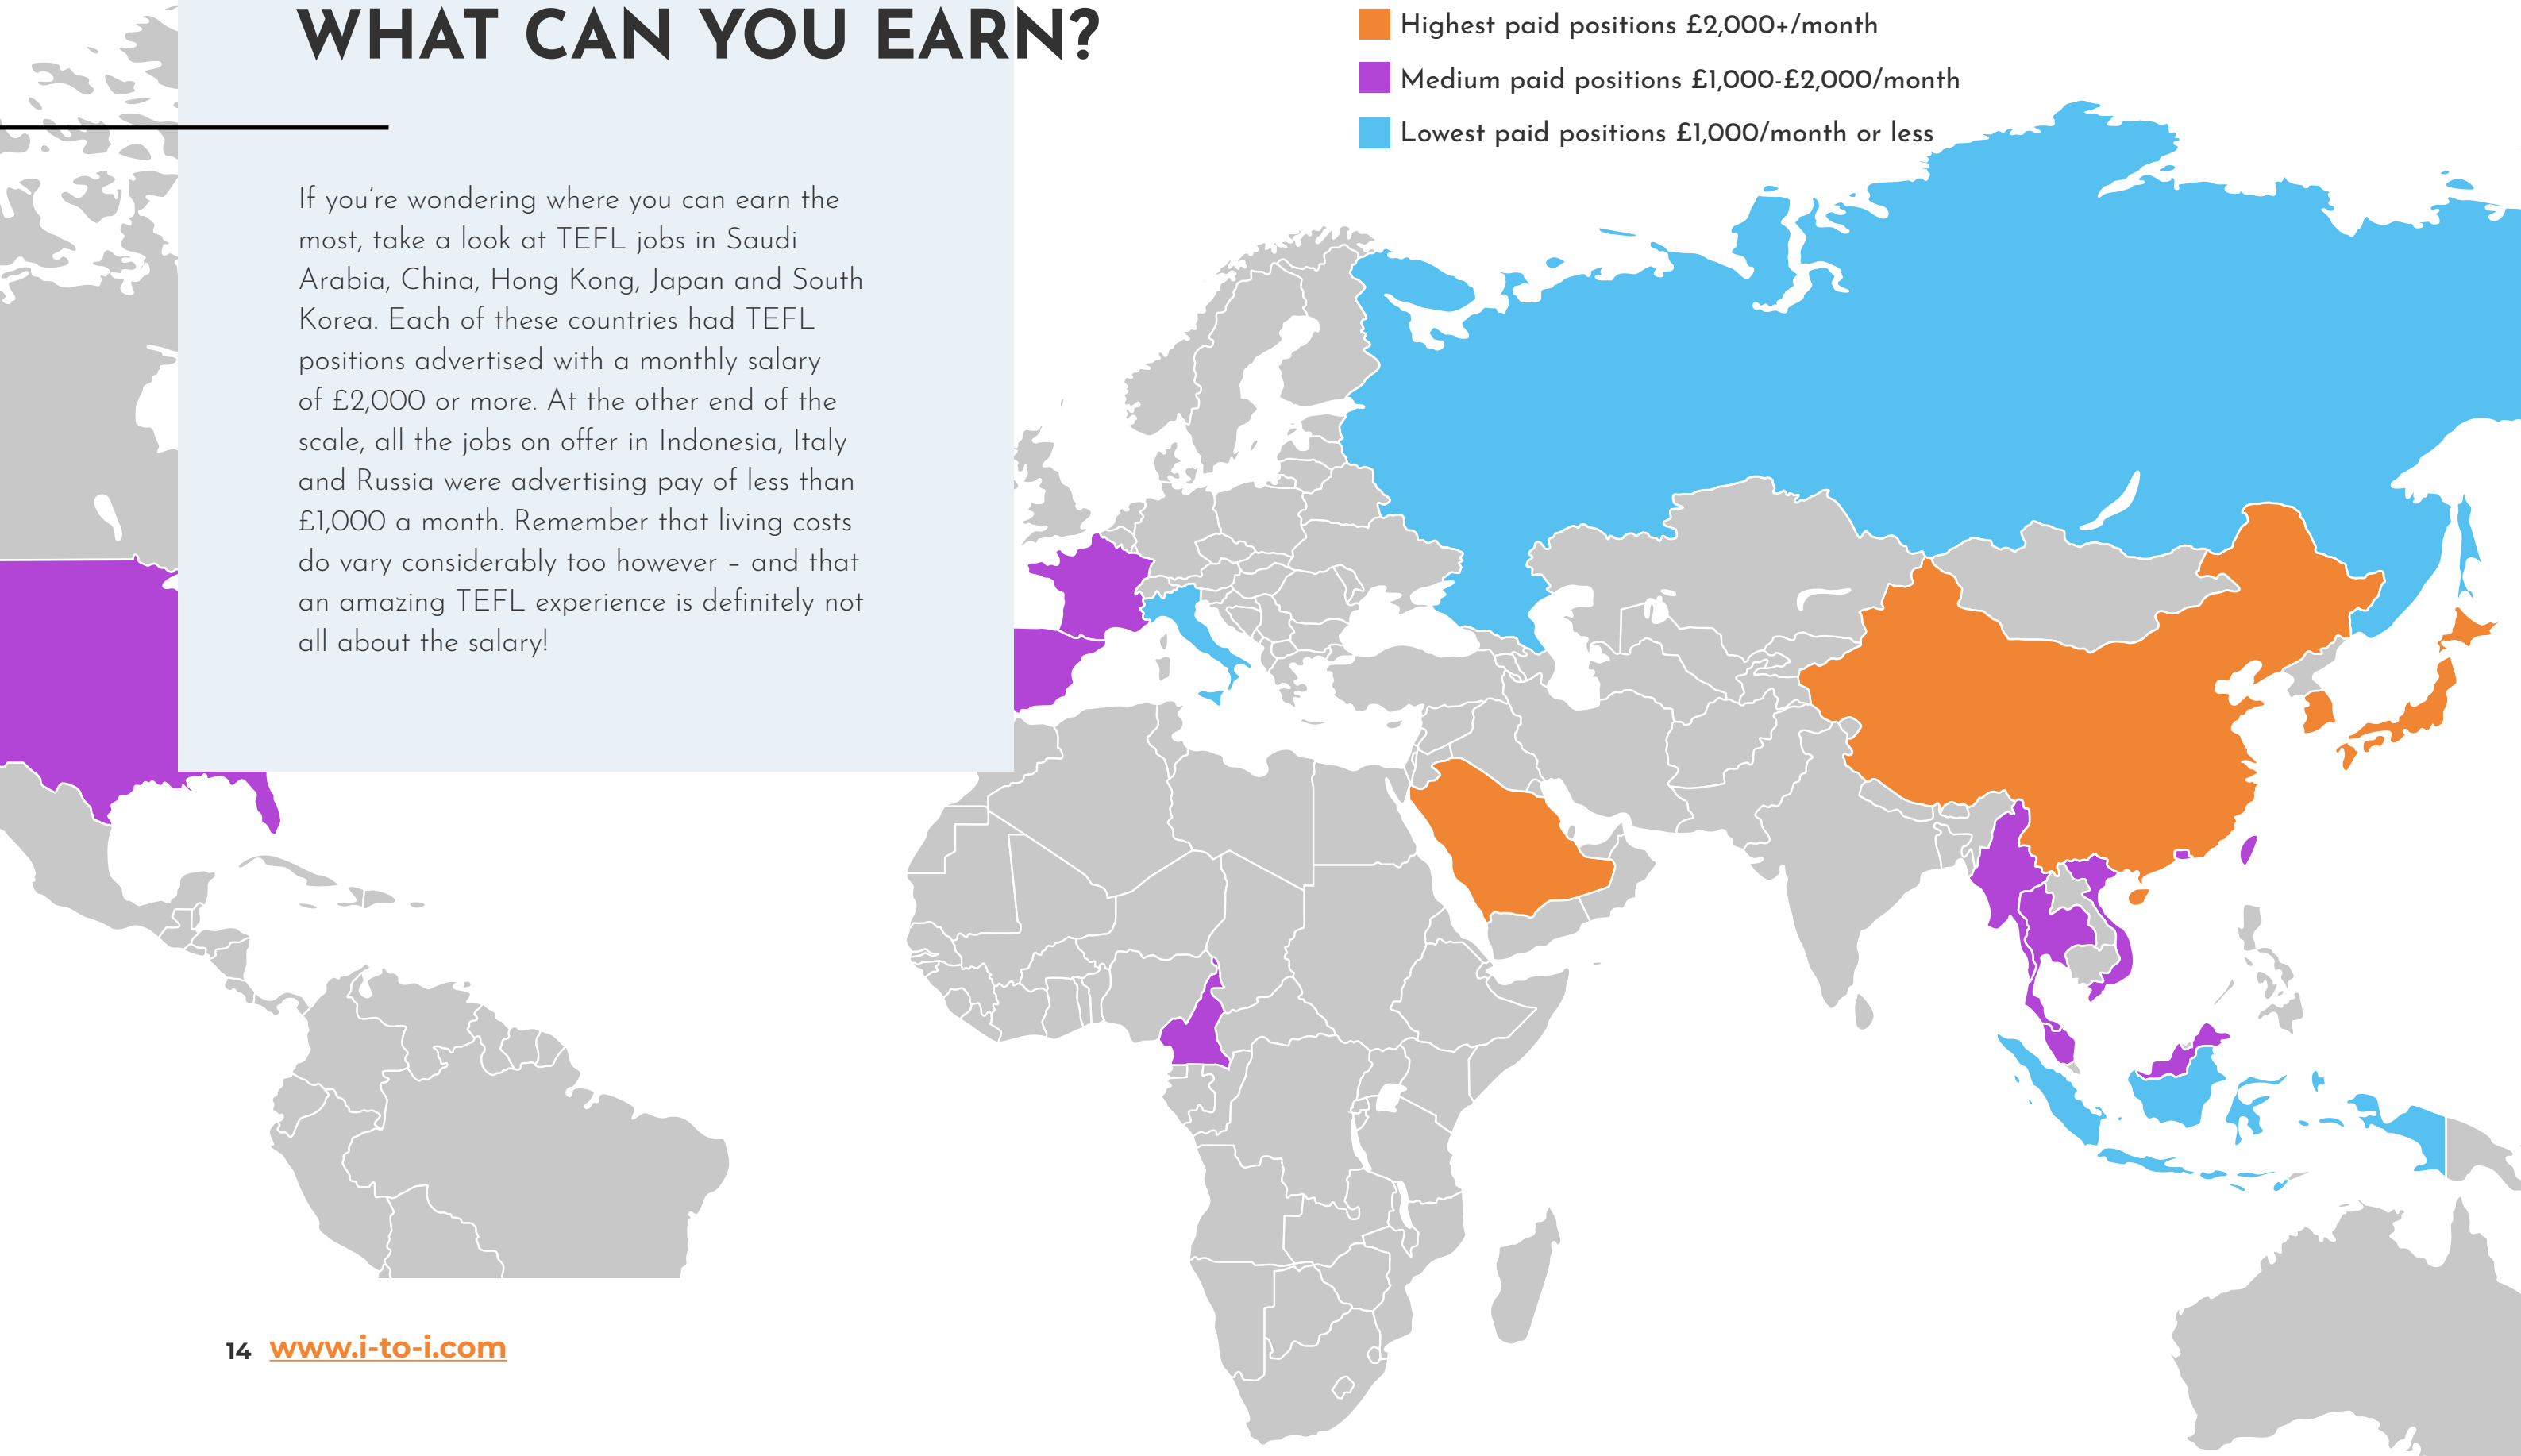 WHAT CAN YOU EARN?
Highest paid positions £2,000+/month
Medium paid positions £1,000-£2,000/month
Lowest paid positions £1,000/month or less
If you’re wondering where you can earn the
most, take a look at TEFL jobs in Saudi
Arabia, China, Hong Kong, Japan and South
Korea. Each of these countries had TEFL
positions advertised with a monthly salary
of £2,000 or more. At the other end of the
scale, all the jobs on offer in Indonesia, Italy
and Russia were advertising pay of less than
£1,000 a month. Remember that living costs
do vary considerably too however – and that
an amazing TEFL experience is definitely not
all about the salary!
14 www.i-to-i.com